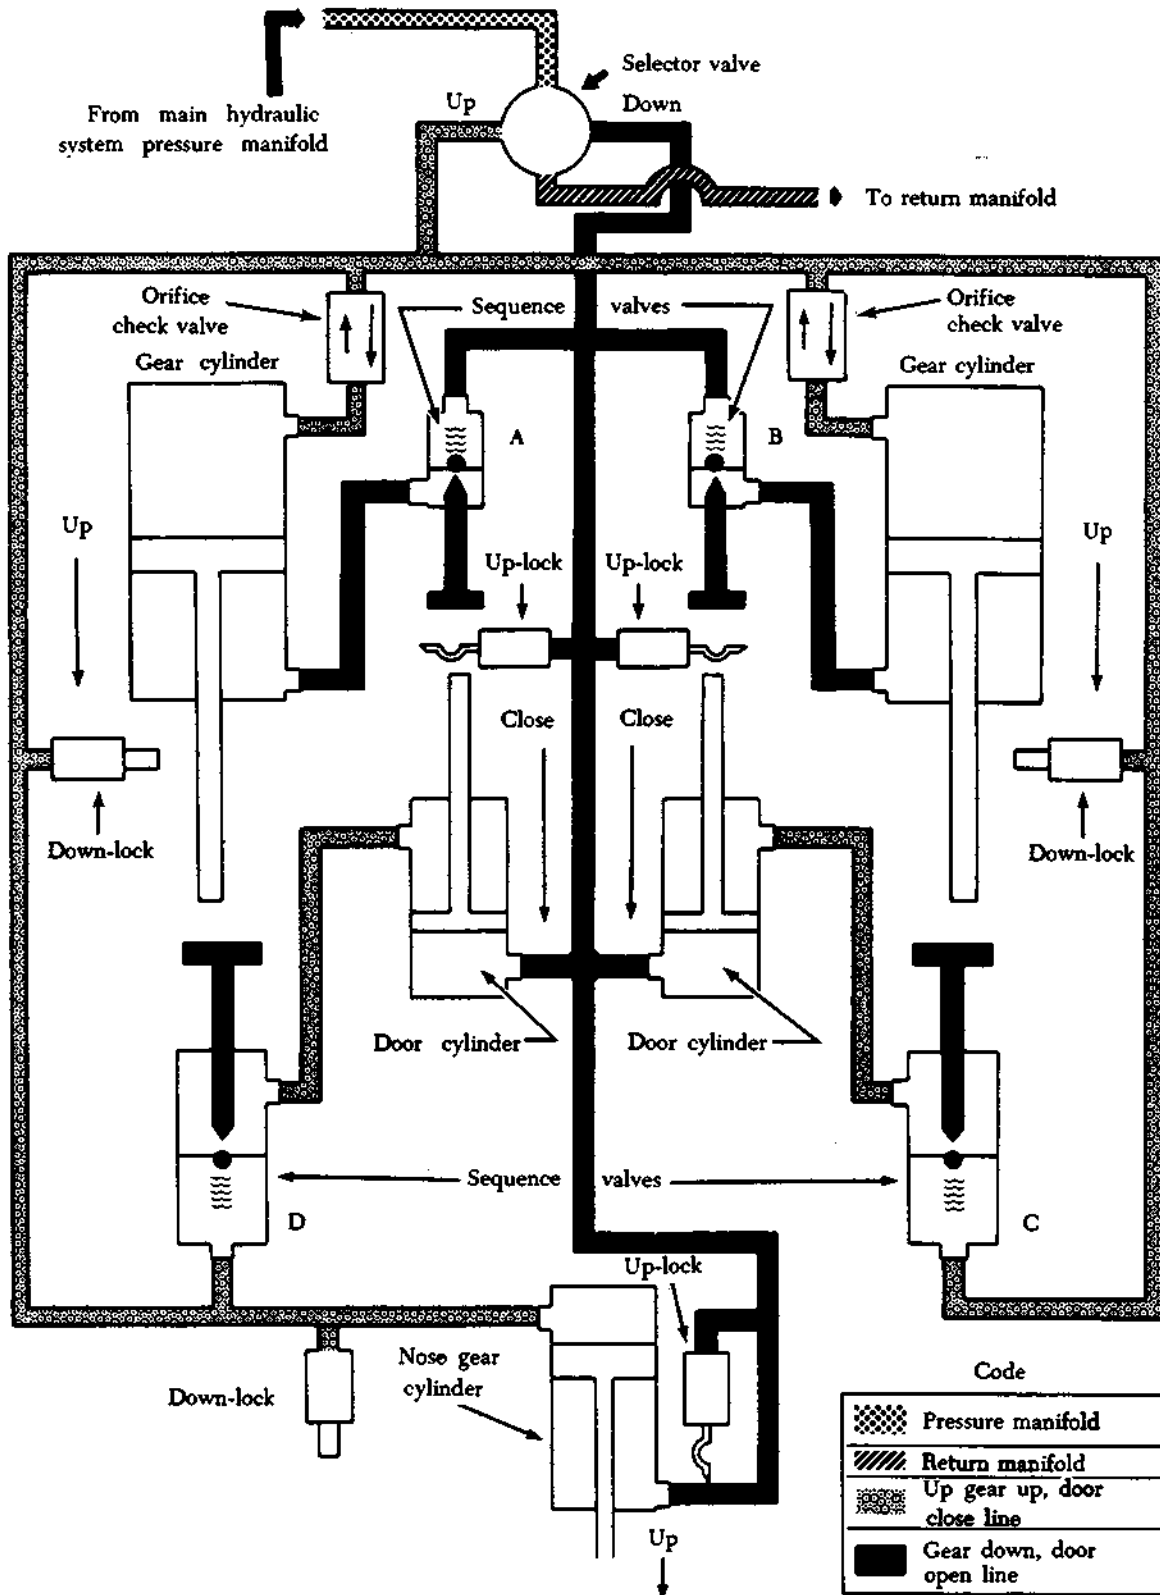 Selector valve
Up
Down
From main hydraulic
system pressure manifold
To return manifold
Orifice
check valve
Sequence valves
Orifice
check valve
Gear cylinder
Gear cylinder
A
B
Up
Up
Up-lock
Up-lock
Close
Close
Down-lock
Down-lock
Door cylinder
Door cylinder
Sequence valves
D
C
Up-lock
Nose gear
cylinder
Down-lock
Up
Code
Pressure manifold
Return manifold
Up gear up, door
close line
Gear down, door
open line